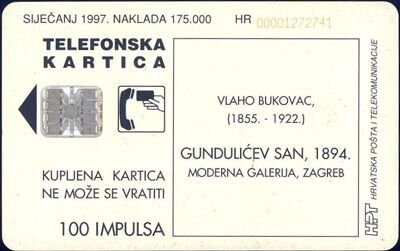 SIJEČANJ 1997. NAKLADA 175.000 HR 00001272741
TELEFONSKA
KARTICA
VLAHO BUKOVAC,
(1855. - 1922.)
GUNDULIĆEV SAN, 1894.
MODERNA GALERIJA, ZAGREB
KUPLJENA KARTICA
NE MOŽE SE VRATITI
100 IMPULSA
HPT HRVATSKA POŠTA I TELEKOMUNIKACIJE